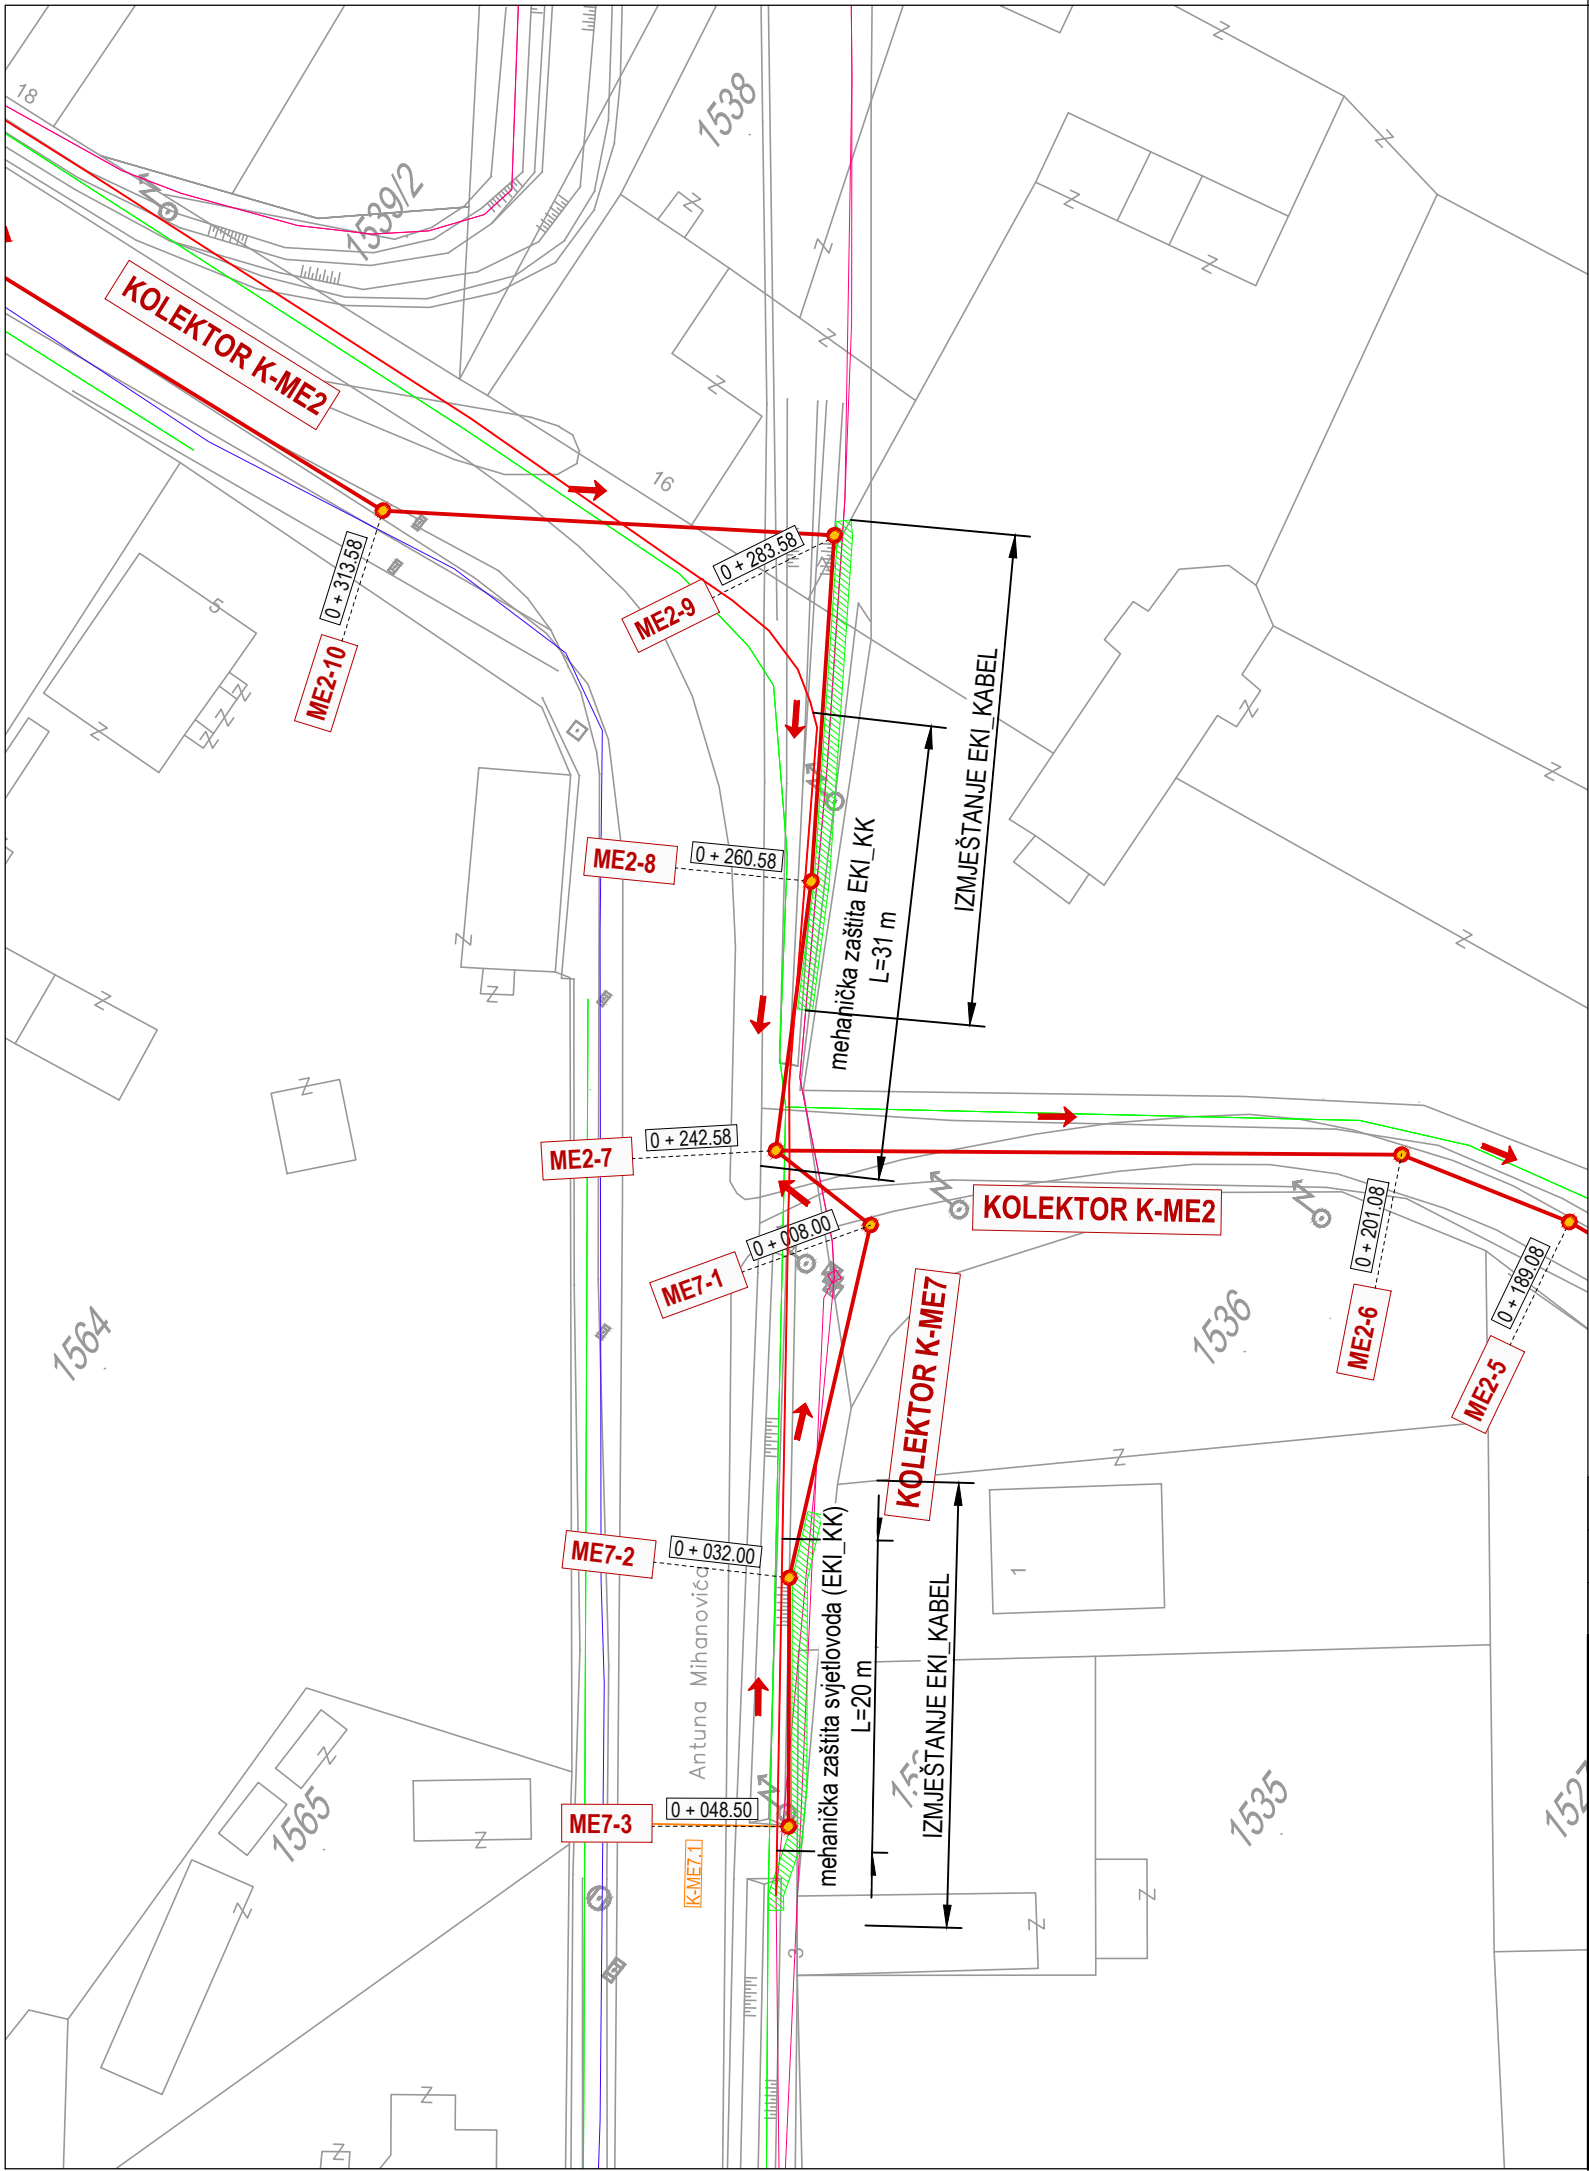 18
1538
1539/2
KOLEKTOR K-ME2
16
0 + 283.58
ME2-9
0 + 313.58
ME2-10
5
IZMJEŠTANJE EKI_KABEL
ME2-8
0 + 260.58
mehanička zaštita EKI_KK
L=31 m
ME2-7
0 + 242.58
KOLEKTOR K-ME2
0 + 201.08
ME2-6
0 + 189.08
ME2-5
0 + 008.00
ME7-1
KOLEKTOR K-ME7
1564
1536
ME7-2
0 + 032.00
Antuna Mihanovića
mehanička zaštita svjetlovoda (EKI_KK)
L=20 m
IZMJEŠTANJE EKI_KABEL
1
1565
ME7-3
0 + 048.50
K-ME7.1
1535
1527
3